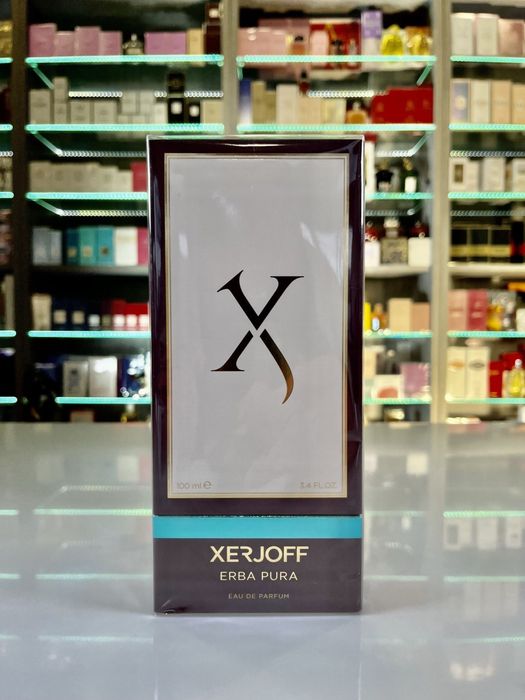 X
100 ml ℮ 3.4 FL.OZ.
XERJOFF
ERBA PURA
EAU DE PARFUM